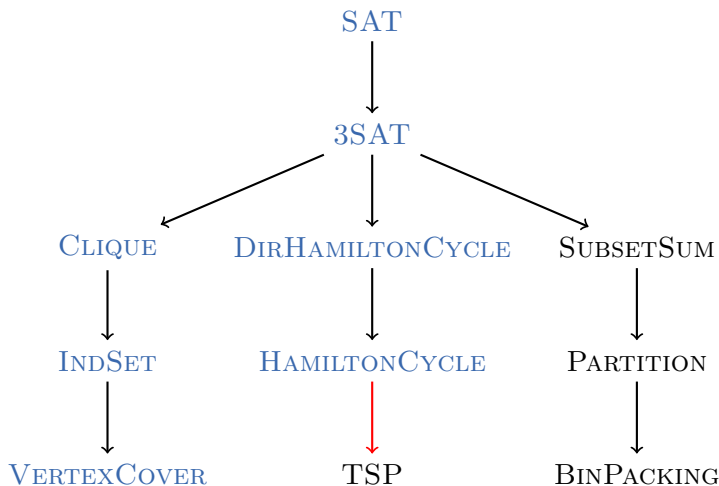 SAT
3SAT
CLIQUE DIRHAMILTONCYCLE SUBSETSUM
INDSET HAMILTONCYCLE PARTITION
VERTEXCOVER TSP BINPACKING